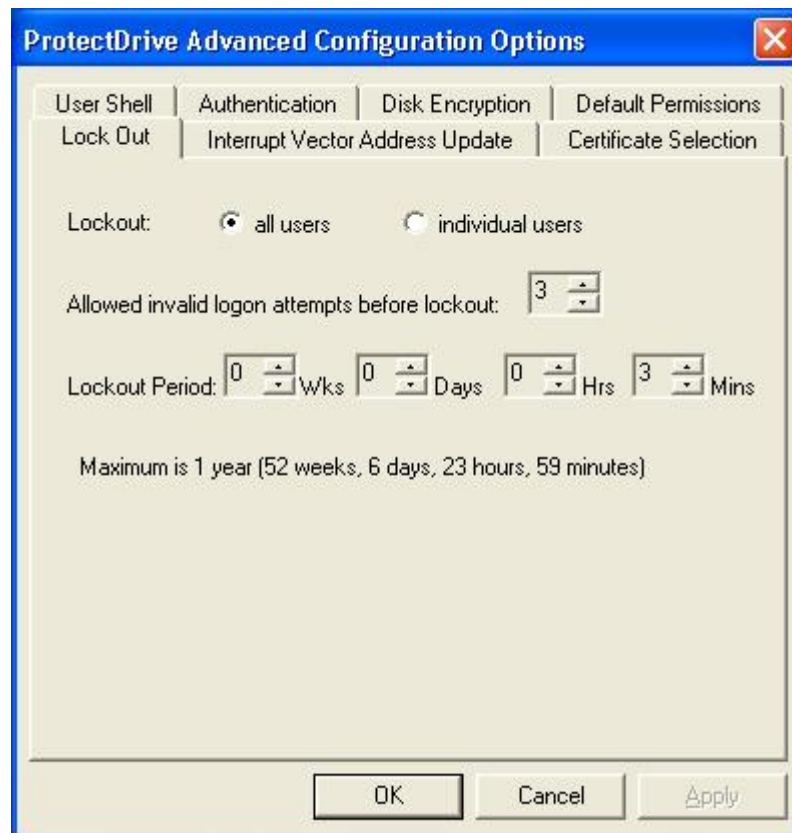 ProtectDrive Advanced Configuration Options
User Shell Authentication Disk Encryption Default Permissions
Lock Out Interrupt Vector Address Update Certificate Selection
Lockout: all users individual users
Allowed invalid logon attempts before lockout: 3
Lockout Period: 0 Wks 0 Days 0 Hrs 3 Mins
Maximum is 1 year (52 weeks, 6 days, 23 hours, 59 minutes)
OK Cancel Apply